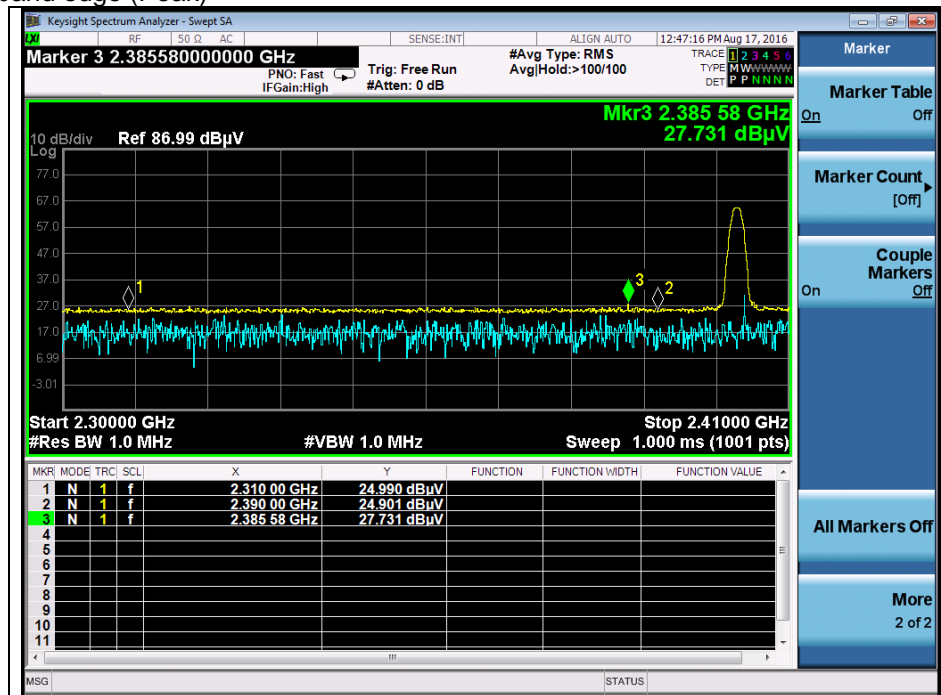 band edge (Peak)
Keysight Spectrum Analyzer - Swept SA
LXI RF 50 Ω AC SENSE:INT ALIGN AUTO 12:47:16 PM Aug 17, 2016
Marker 3 2.385580000000 GHz
PNO: Fast
IFGain:High
Trig: Free Run
#Atten: 0 dB
#Avg Type: RMS
Avg|Hold:>100/100
TRACE 1 2 3 4 5 6
TYPE M WWWWW
DET P P N N N N
Mkr3 2.385 58 GHz
27.731 dBµV
10 dB/div Ref 86.99 dBµV
Log
77.0
67.0
57.0
47.0
37.0
27.0
17.0
6.99
-3.01
1
3
2
Start 2.30000 GHz
Stop 2.41000 GHz
#Res BW 1.0 MHz
#VBW 1.0 MHz
Sweep 1.000 ms (1001 pts)
MKR MODE TRC SCL X Y FUNCTION FUNCTION WIDTH FUNCTION VALUE
1 N 1 f 2.310 00 GHz 24.990 dBµV
2 N 1 f 2.390 00 GHz 24.901 dBµV
3 N 1 f 2.385 58 GHz 27.731 dBµV
4
5
6
7
8
9
10
11
MSG
STATUS
Marker
Marker Table
On Off
Marker Count
[Off]
Couple
Markers
On Off
All Markers Off
More
2 of 2